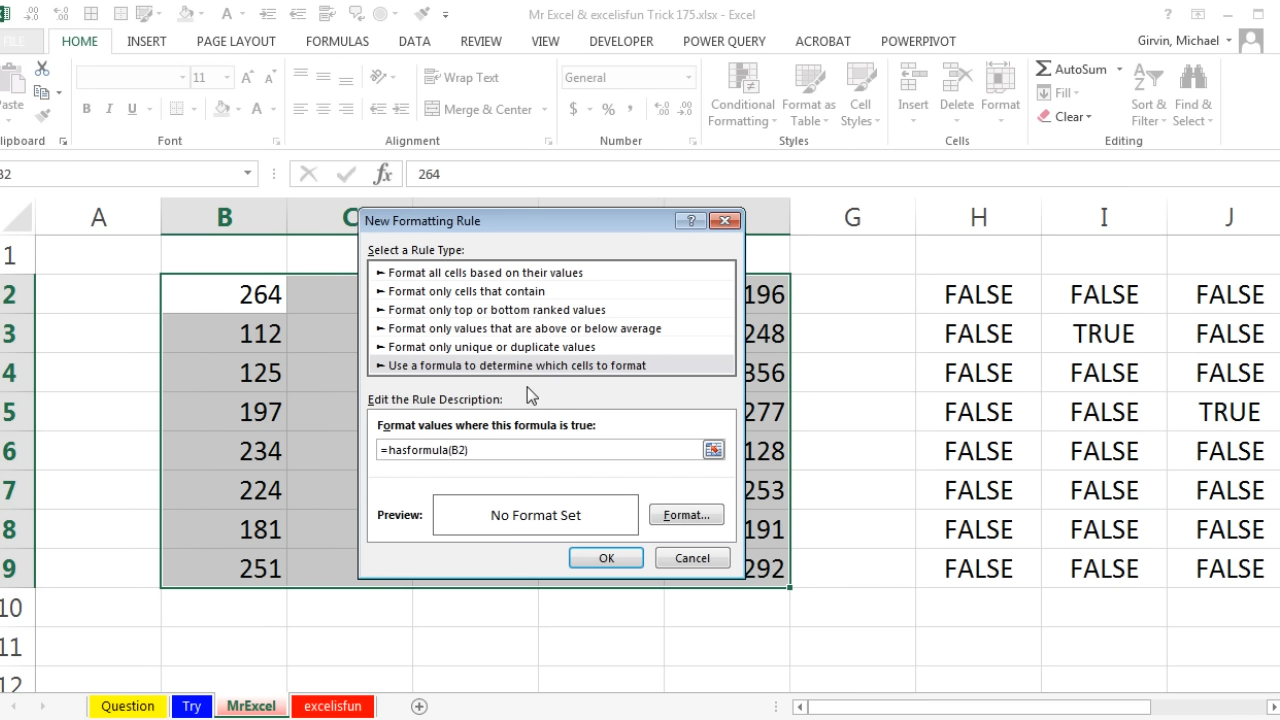 Mr Excel & excelisfun Trick 175.xlsx - Excel
FILE HOME INSERT PAGE LAYOUT FORMULAS DATA REVIEW VIEW DEVELOPER POWER QUERY ACROBAT POWERPIVOT Girvin, Michael
11 Wrap Text General Σ AutoSum
Fill
B I U A Merge & Center $ % , Clear
Conditional Formatting Format as Table Cell Styles Insert Delete Format Sort & Filter Find & Select
Font Alignment Number Styles Cells Editing
264
A B C G H I J
1
2 264 196 FALSE FALSE FALSE
3 112 248 FALSE TRUE FALSE
4 125 356 FALSE FALSE FALSE
5 197 277 FALSE FALSE TRUE
6 234 128 FALSE FALSE FALSE
7 224 253 FALSE FALSE FALSE
8 181 191 FALSE FALSE FALSE
9 251 292 FALSE FALSE FALSE
10
11
12
New Formatting Rule
Select a Rule Type:
► Format all cells based on their values
► Format only cells that contain
► Format only top or bottom ranked values
► Format only values that are above or below average
► Format only unique or duplicate values
► Use a formula to determine which cells to format
Edit the Rule Description:
Format values where this formula is true:
=hasformula(B2)
Preview: No Format Set Format...
OK Cancel
Question Try MrExcel excelisfun